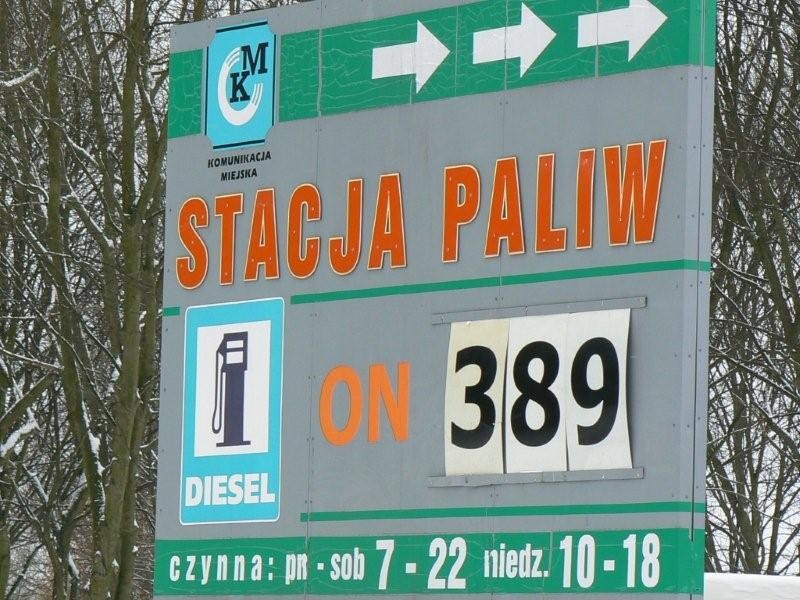 MK
KOMUNIKACJA
MIEJSKA
STACJA PALIW
ON 389
DIESEL
czynna: pn - sob 7 - 22 niedz. 10 - 18